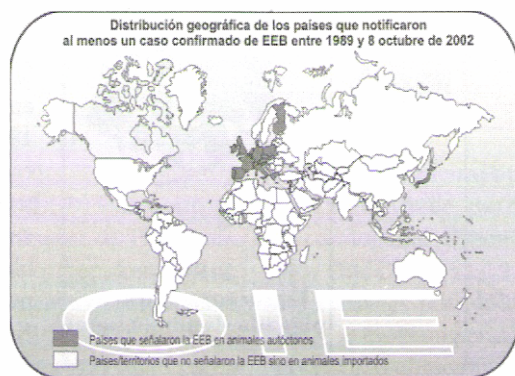 Distribución geográfica de los países que notificaron
al menos un caso confirmado de EEB entre 1989 y 8 octubre de 2002
OIE
Países que señalaron la EEB en animales autóctonos
Países/territorios que no señalaron la EEB sino en animales importados